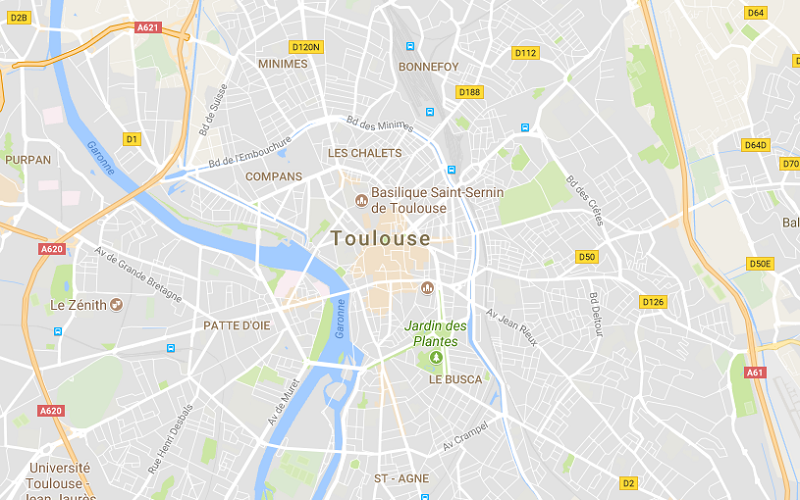 D2B
A621
D64
D120N
D112
MINIMES
BONNEFOY
D188
Bd de Suisse
Bd des Minimes
D1
Garonne
Bd de l'Embouchure
LES CHALETS
D64D
PURPAN
COMPANS
D70
Basilique Saint-Sernin
de Toulouse
Bd des Crêtes
Bal
Toulouse
A620
D50
D50E
Av de Grande Bretagne
Le Zénith
Garonne
D126
PATTE D'OIE
Jardin des
Plantes
Av Jean Rieux
Bd Deltour
LE BUSCA
A61
A620
Av de Muret
Rue Henri Desbals
Av Crampel
Université
Toulouse -
Jean Jaurès
ST - AGNE
D2